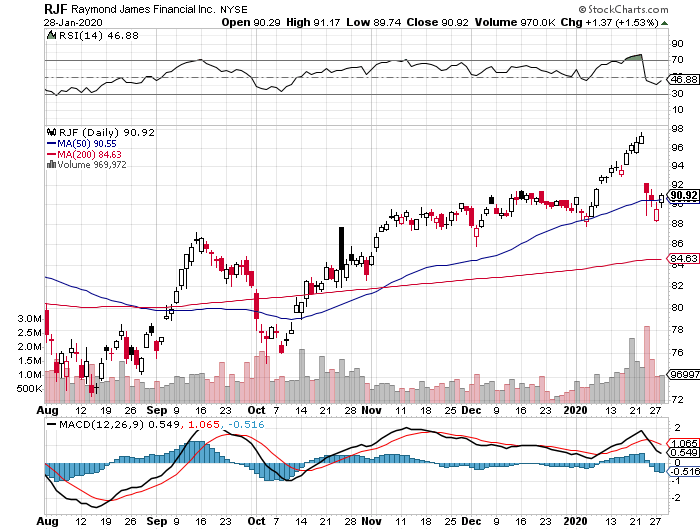 RJF Raymond James Financial Inc. NYSE © StockCharts.com
28-Jan-2020 Open 90.29 High 91.17 Low 89.74 Close 90.92 Volume 970.0K Chg +1.37 (+1.53%)
RSI(14) 46.88
90
70
50
46.88
30
10
RJF (Daily) 90.92
MA(50) 90.55
MA(200) 84.63
Volume 969,972
98
96
94
92
90.92
90
88
86
84.63
84
82
80
78
76
74
72
3.0M
2.5M
2.0M
1.5M
1.0M
500K
Aug 12 19 26 Sep 9 16 23 Oct 7 14 21 28 Nov 11 18 25 Dec 9 16 23 2020 13 21 27
MACD(12,26,9) 0.549, 1.065, -0.516
2
1.065
0.549
0
-0.516
-1
-2
Aug 12 19 26 Sep 9 16 23 Oct 7 14 21 28 Nov 11 18 25 Dec 9 16 23 2020 13 21 27